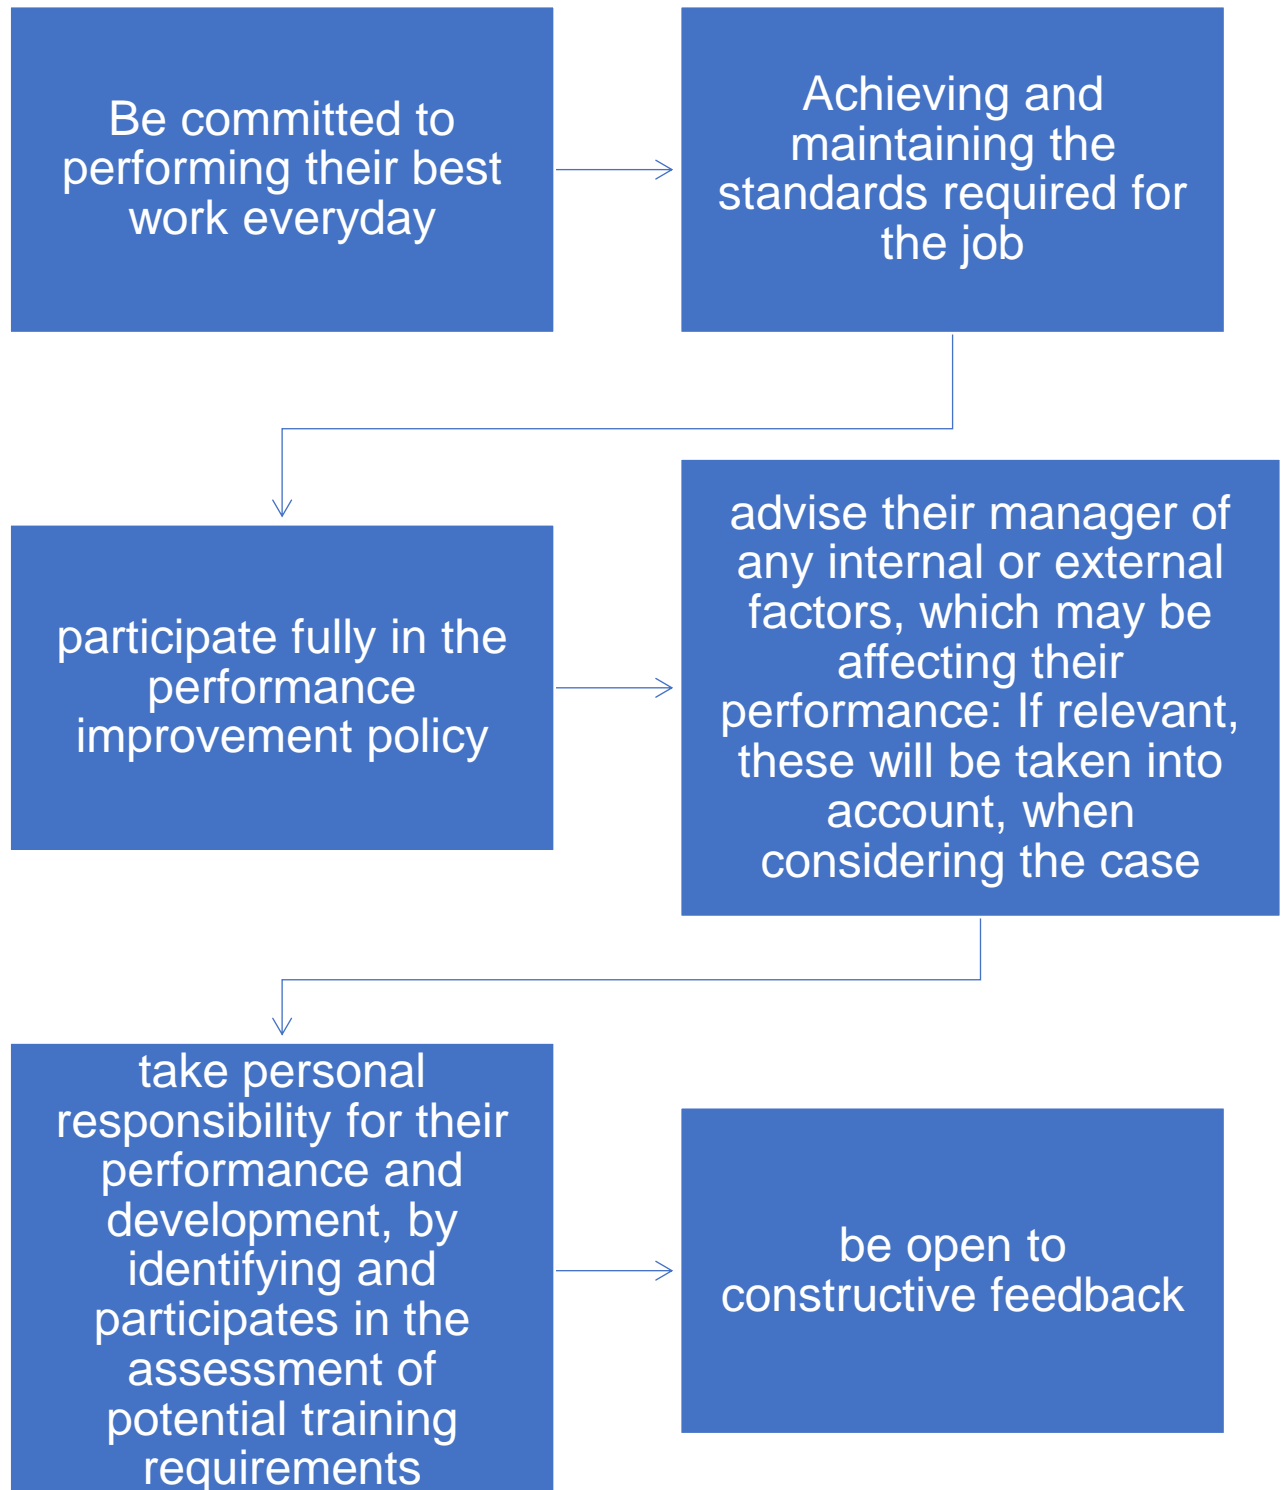 Be committed to
performing their best
work everyday
Achieving and
maintaining the
standards required for
the job
participate fully in the
performance
improvement policy
advise their manager of
any internal or external
factors, which may be
affecting their
performance: If relevant,
these will be taken into
account, when
considering the case
take personal
responsibility for their
performance and
development, by
identifying and
participates in the
assessment of
potential training
requirements
be open to
constructive feedback